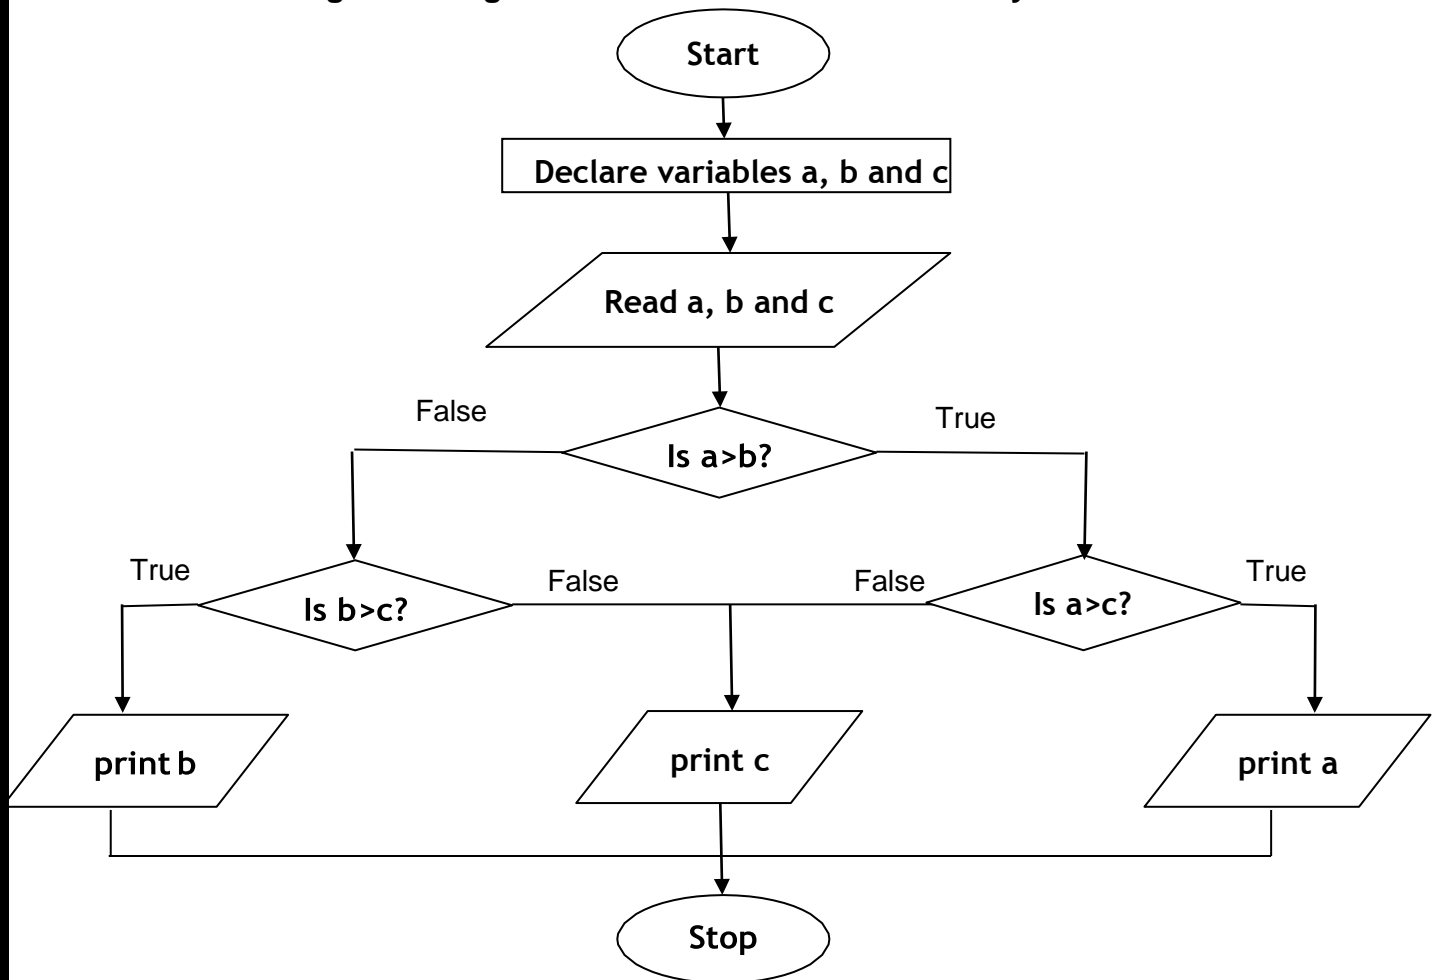 Start
Declare variables a, b and c
Read a, b and c
False
True
Is a>b?
True
False
False
True
Is b>c?
Is a>c?
print b
print c
print a
Stop